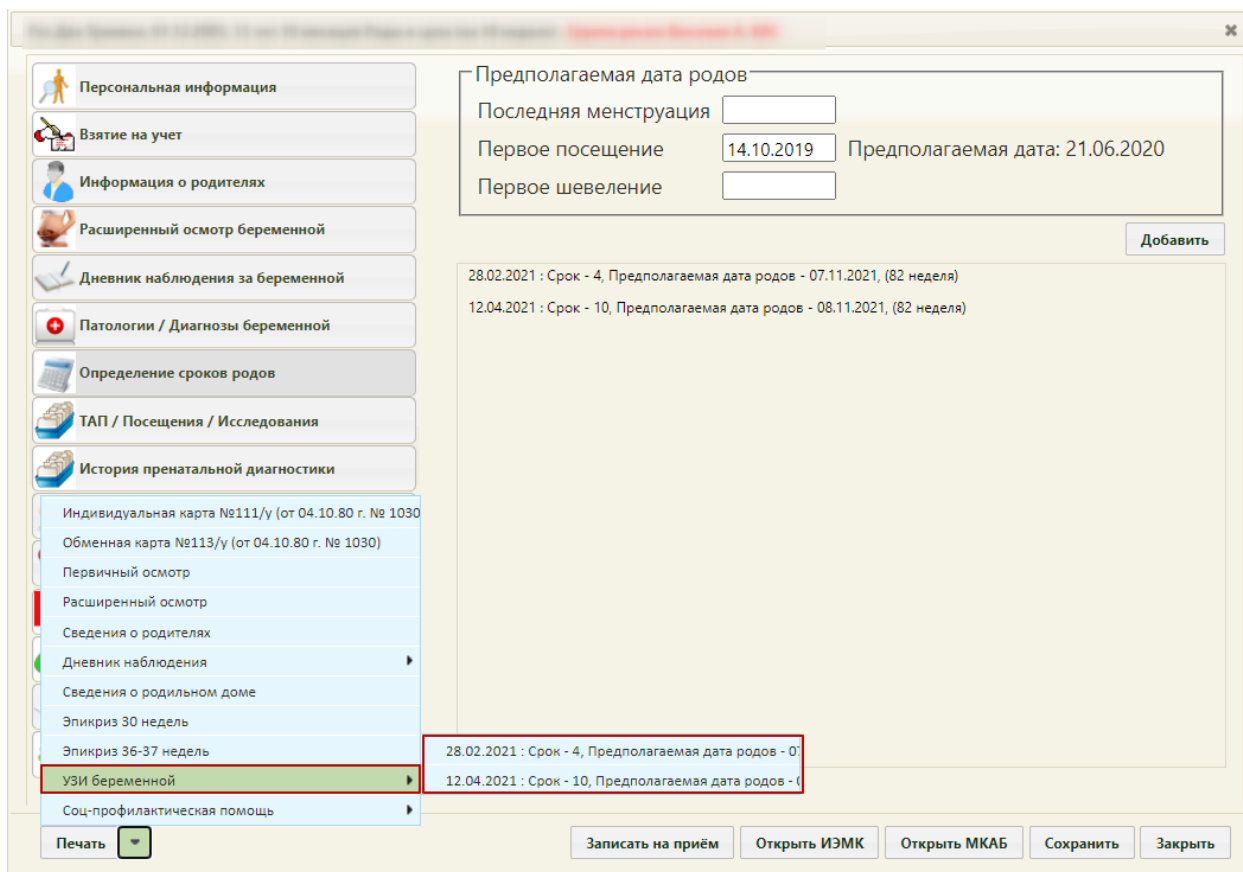 Персональная информация
Взятие на учет
Информация о родителях
Расширенный осмотр беременной
Дневник наблюдения за беременной
Патологии / Диагнозы беременной
Определение сроков родов
ТАП / Посещения / Исследования
История пренатальной диагностики
Предполагаемая дата родов
Последняя менструация
Первое посещение 14.10.2019 Предполагаемая дата: 21.06.2020
Первое шевеление
Добавить
28.02.2021 : Срок - 4, Предполагаемая дата родов - 07.11.2021, (82 неделя)
12.04.2021 : Срок - 10, Предполагаемая дата родов - 08.11.2021, (82 неделя)
Индивидуальная карта №111/у (от 04.10.80 г. № 1030
Обменная карта №113/у (от 04.10.80 г. № 1030)
Первичный осмотр
Расширенный осмотр
Сведения о родителях
Дневник наблюдения
Сведения о родильном доме
Эпикриз 30 недель
Эпикриз 36-37 недель
УЗИ беременной
Соц-профилактическая помощь
28.02.2021 : Срок - 4, Предполагаемая дата родов - 07
12.04.2021 : Срок - 10, Предполагаемая дата родов - 0
Печать
Записать на приём
Открыть ИЭМК
Открыть МКАБ
Сохранить
Закрыть